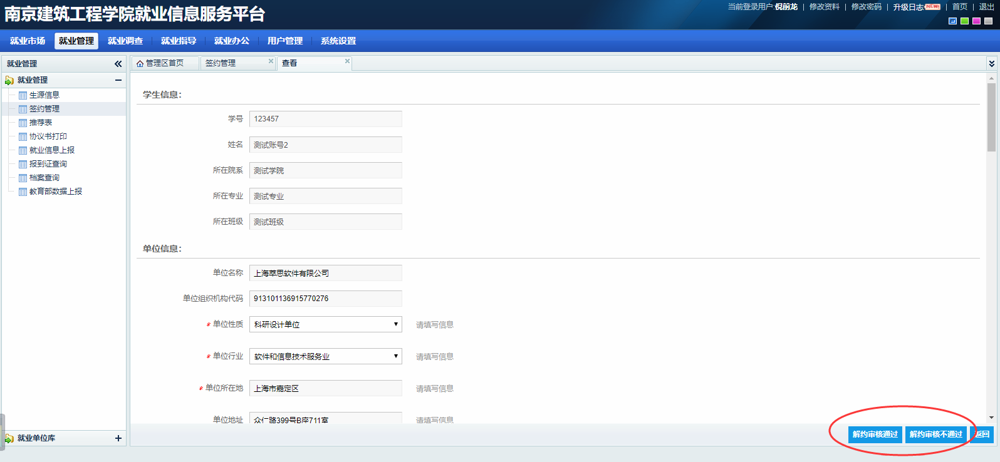 南京建筑工程学院就业信息服务平台
当前登录用户:倪前龙 | 修改资料 | 修改密码 | 升级日志 NEW! | 首页 | 退出
就业市场 就业管理 就业调查 就业指导 就业办公 用户管理 系统设置
就业管理
管理区首页 签约管理 查看
就业管理
生源信息
签约管理
推荐表
协议书打印
就业信息上报
报到证查询
档案查询
教育部数据上报
就业单位库
学生信息:
学号 123457
姓名 测试账号2
所在院系 测试学院
所在专业 测试专业
所在班级 测试班级
单位信息:
单位名称 上海萃思软件有限公司
单位组织机构代码 913101136915770276
* 单位性质 科研设计单位 请填写信息
* 单位行业 软件和信息技术服务业 请填写信息
* 单位所在地 上海市嘉定区 请填写信息
单位地址 众仁路399号B座711室 请填写信息
解约审核通过 解约审核不通过 返回